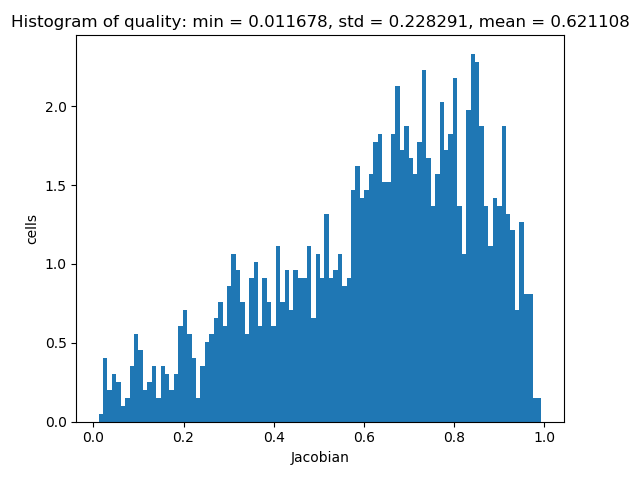 Histogram of quality: min = 0.011678, std = 0.228291, mean = 0.621108
2.0
1.5
1.0
0.5
0.0
cells
0.0 0.2 0.4 0.6 0.8 1.0
Jacobian